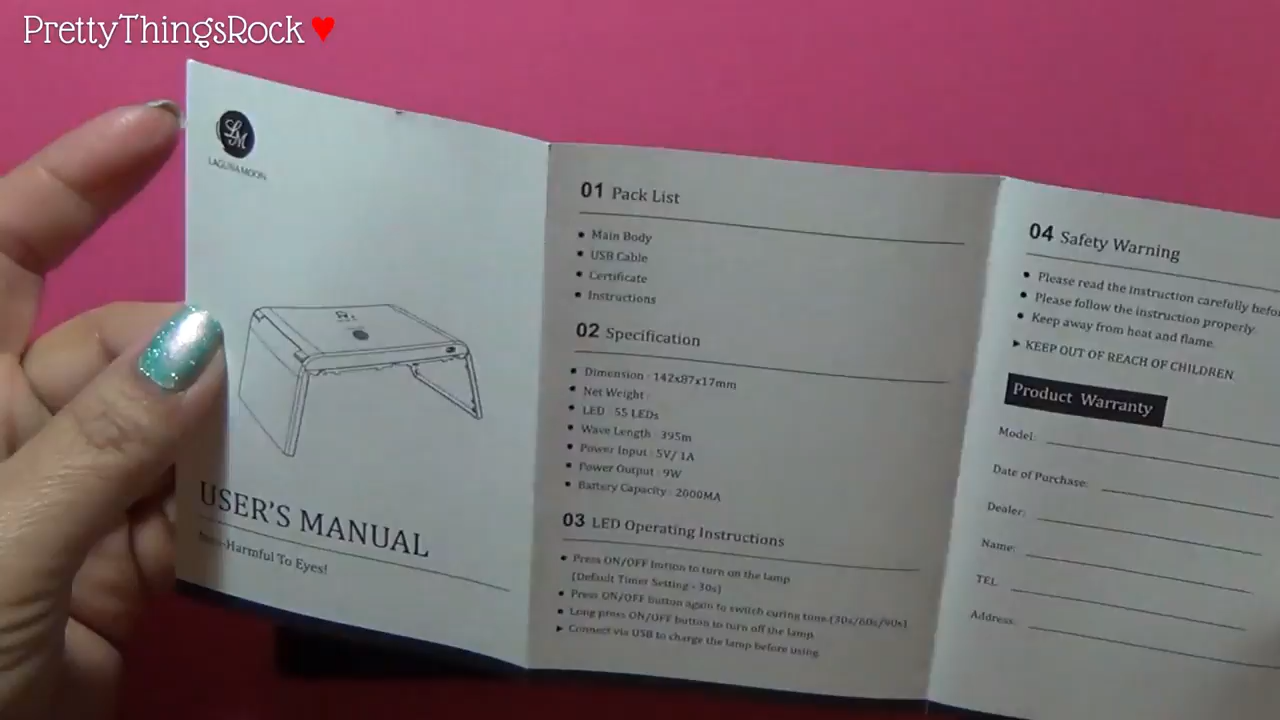 PrettyThingsRock
LM
LAGUNA MOON
USER'S MANUAL
Non-Harmful To Eyes!
01 Pack List
Main Body
USB Cable
Certificate
Instructions
02 Specification
Dimension : 142x87x17mm
Net Weight :
LED : 55 LEDs
Wave Length : 395m
Power Input : 5V/ 1A
Power Output : 9W
Battery Capacity : 2000MA
03 LED Operating Instructions
Press ON/OFF button to turn on the lamp
[Default Timer Setting - 30s]
Press ON/OFF button again to switch curing time [30s/60s/90s]
Long press ON/OFF button to turn off the lamp
Connect via USB to charge the lamp before using.
04 Safety Warning
Please read the instruction carefully
Please follow the instruction properly.
Keep away from heat and flame.
KEEP OUT OF REACH OF CHILDREN
Product Warranty
Model:
Date of Purchase:
Dealer:
Name:
TEL
Address: